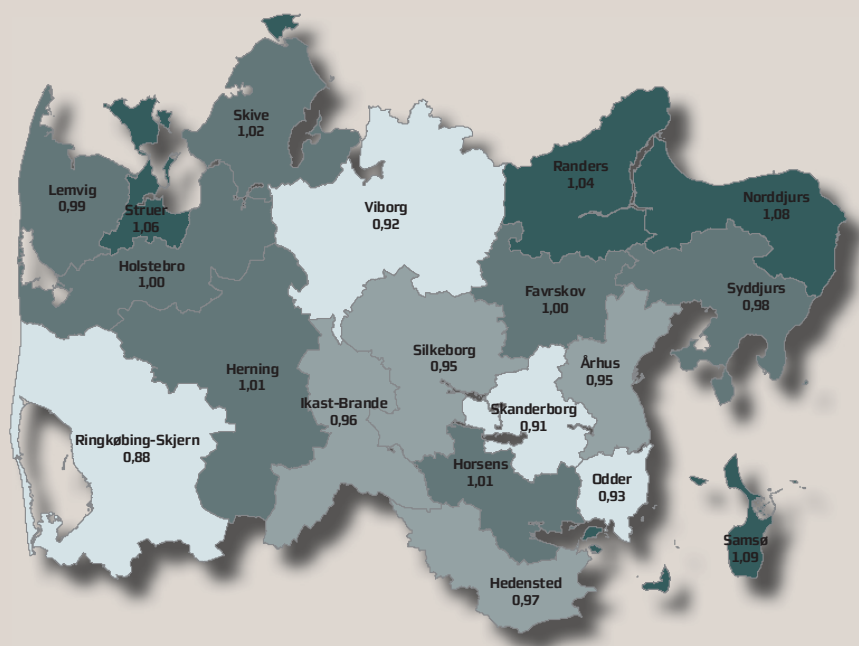 Skive
1,02
Randers
1,04
Lemvig
0,99
Norddjurs
1,08
Struer
1,06
Viborg
0,92
Holstebro
1,00
Syddjurs
0,98
Favrskov
1,00
Silkeborg
0,95
Århus
0,95
Herning
1,01
Ikast-Brande
0,96
Skanderborg
0,91
Ringkøbing-Skjern
0,88
Horsens
1,01
Odder
0,93
Samsø
1,09
Hedensted
0,97